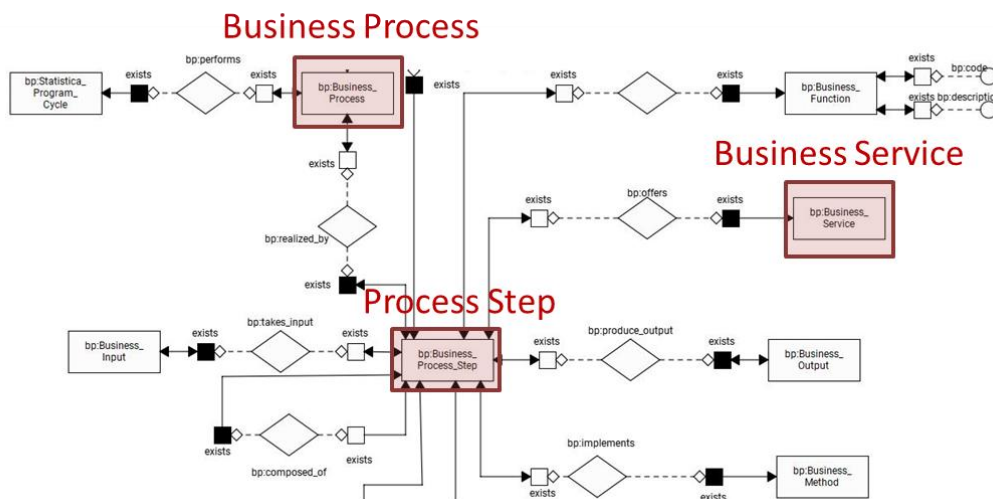 Business Process
bp:performs
exists
exists
bp:Statistica_
Program_
Cycle
bp:Business_
Process
exists
exists
exists
bp:Business_
Function
exists
bp:code
exists
bp:descriptio
Business Service
exists
bp:offers
exists
bp:Business_
Service
exists
bp:realized_by
exists
Process Step
bp:Business_
Input
exists
bp:takes_input
exists
bp:Business_
Process_Step
exists
bp:produce_output
exists
bp:Business_
Output
exists
bp:composed_of
exists
exists
bp:implements
exists
bp:Business_
Method